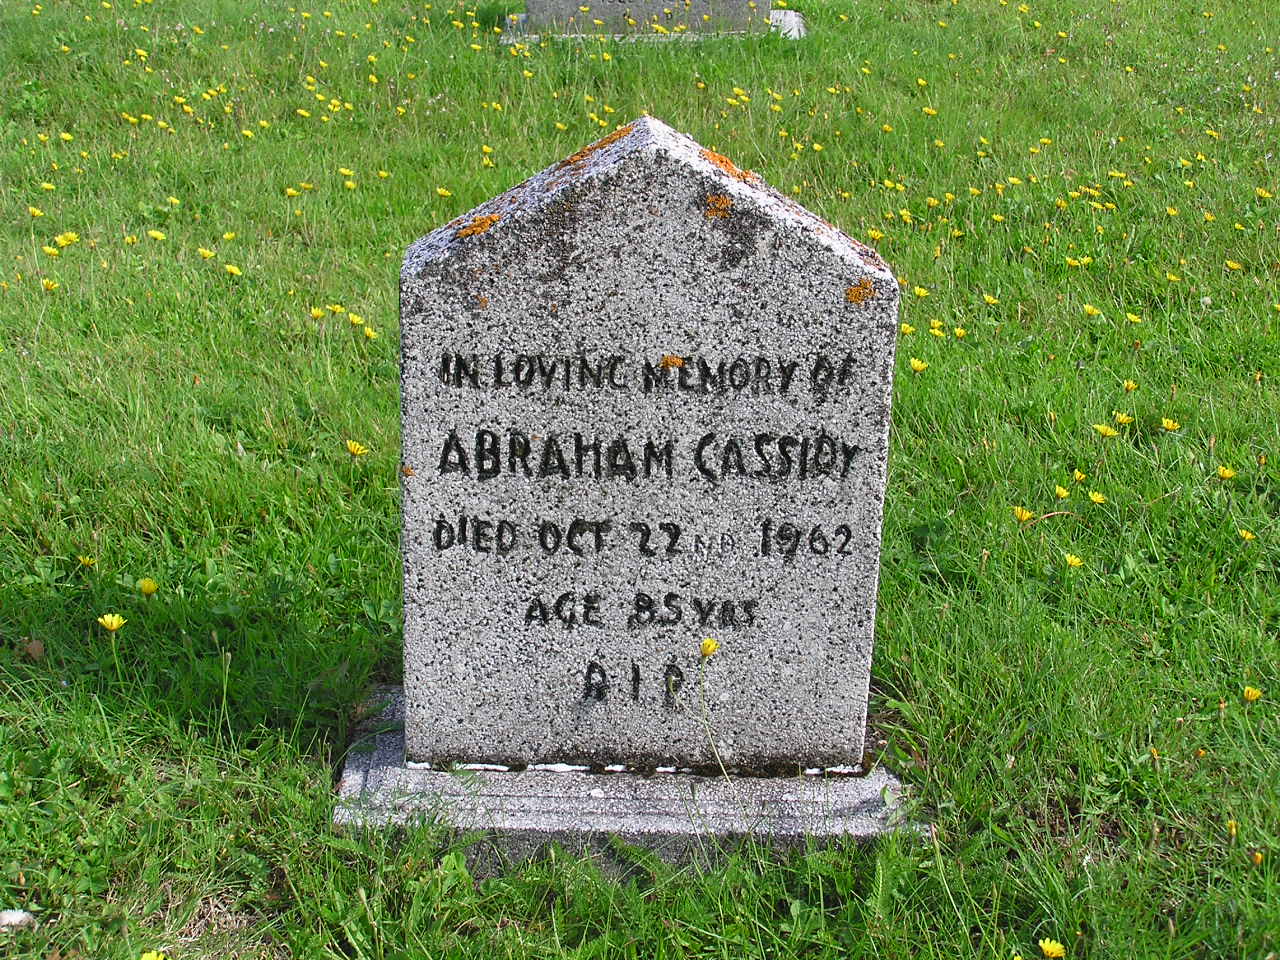 IN LOVING MEMORY OF
ABRAHAM CASSIDY
DIED OCT 22ND 1962
AGE 85 YRS
R I P